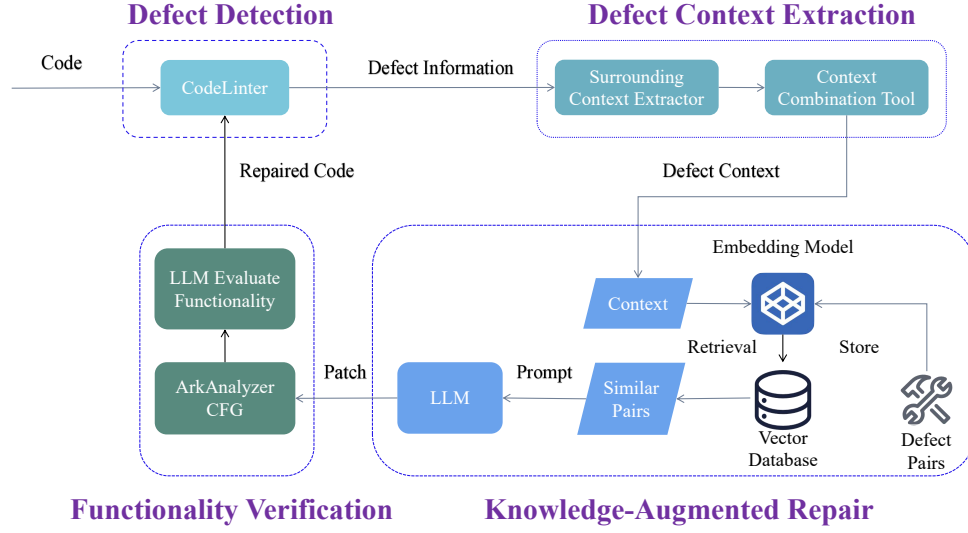 Defect Detection
Defect Context Extraction
Code
CodeLinter
Defect Information
Surrounding
Context Extractor
Context
Combination Tool
Repaired Code
Defect Context
LLM Evaluate
Functionality
Embedding Model
Context
Retrieval
Store
ArkAnalyzer
CFG
Patch
LLM
Prompt
Similar
Pairs
Vector
Database
Defect
Pairs
Functionality Verification
Knowledge-Augmented Repair